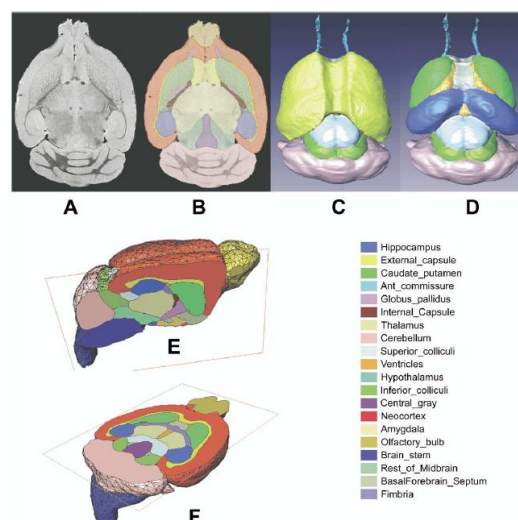 A
B
C
D
E
F
Hippocampus
External_capsule
Caudate_putamen
Ant_commissure
Globus_pallidus
Internal_Capsule
Thalamus
Cerebellum
Superior_colliculi
Ventricles
Hypothalamus
Inferior_colliculi
Central_gray
Neocortex
Amygdala
Olfactory_bulb
Brain_stem
Rest_of_Midbrain
BasalForebrain_Septum
Fimbria